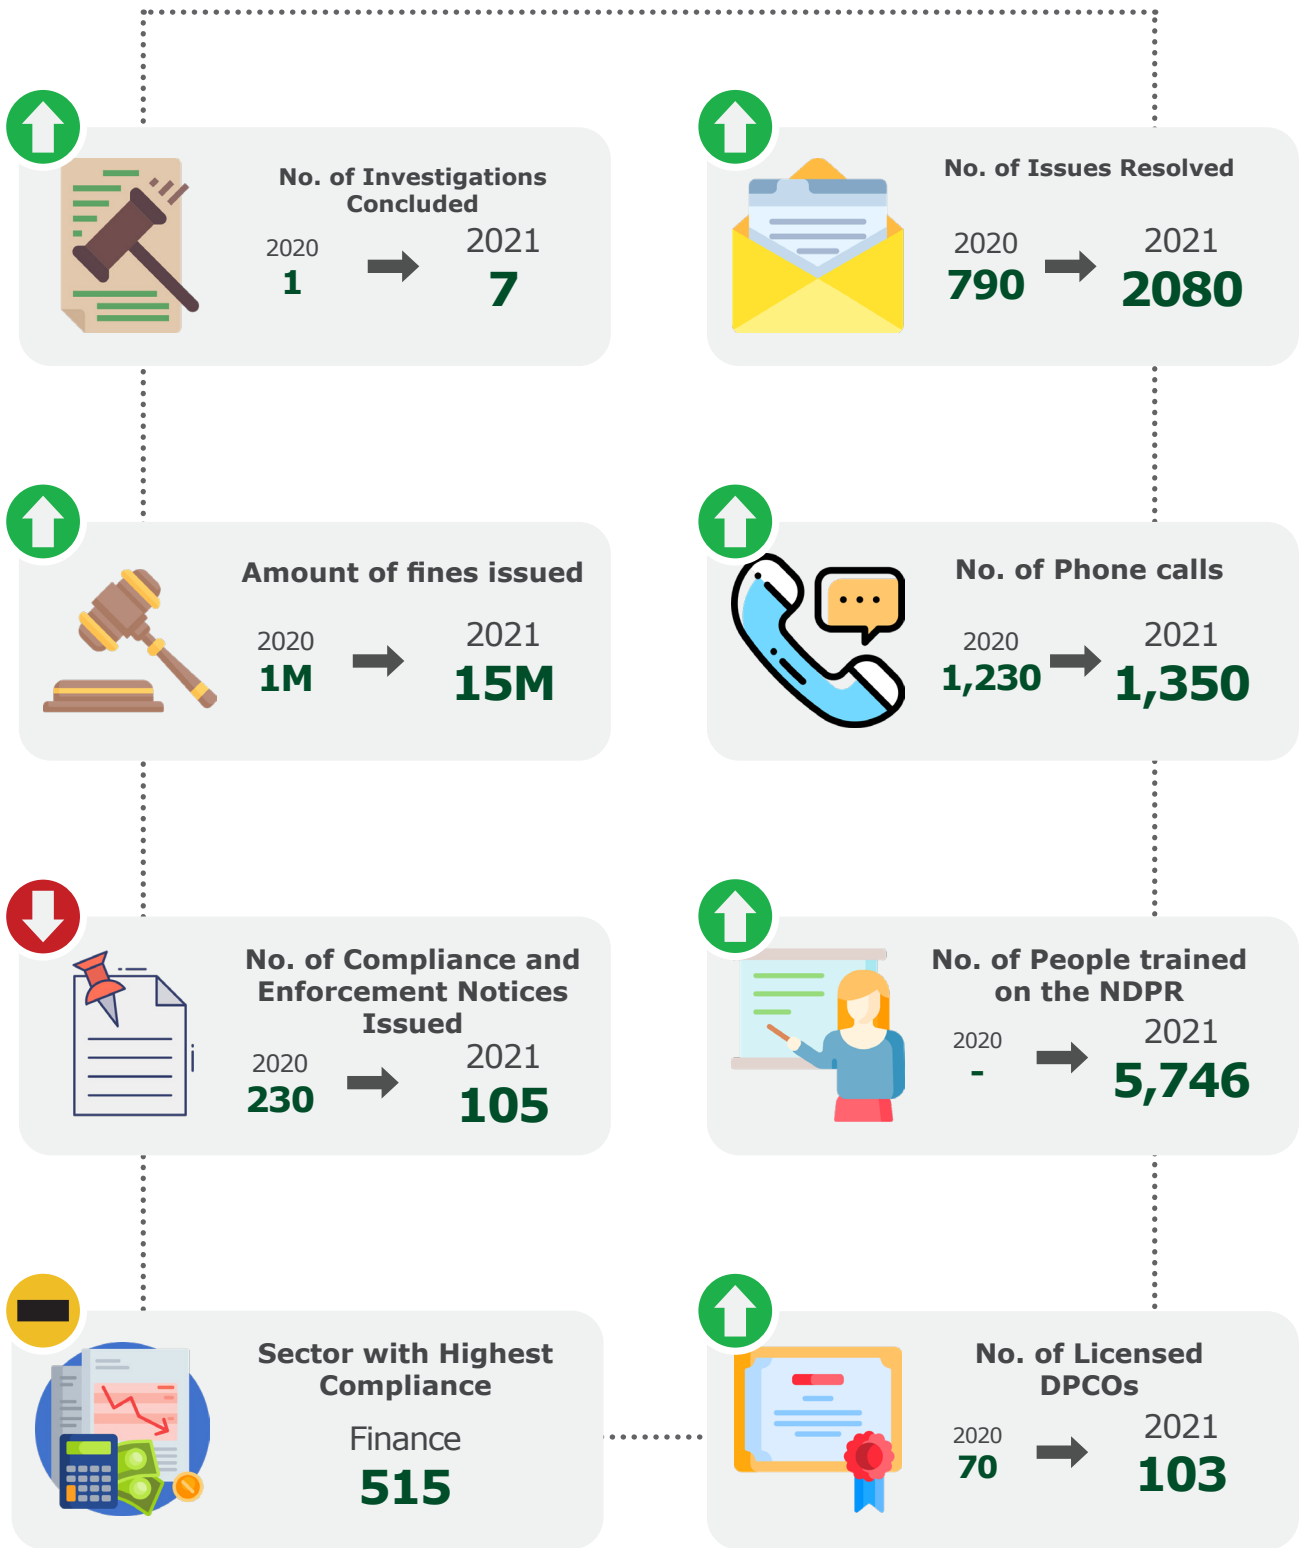 No. of Investigations
Concluded
2020
1
2021
7
No. of Issues Resolved
2020
790
2021
2080
Amount of fines issued
2020
1M
2021
15M
No. of Phone calls
2020
1,230
2021
1,350
No. of Compliance and
Enforcement Notices
Issued
2020
230
2021
105
No. of People trained
on the NDPR
2020
-
2021
5,746
Sector with Highest
Compliance
Finance
515
No. of Licensed
DPCOs
2020
70
2021
103